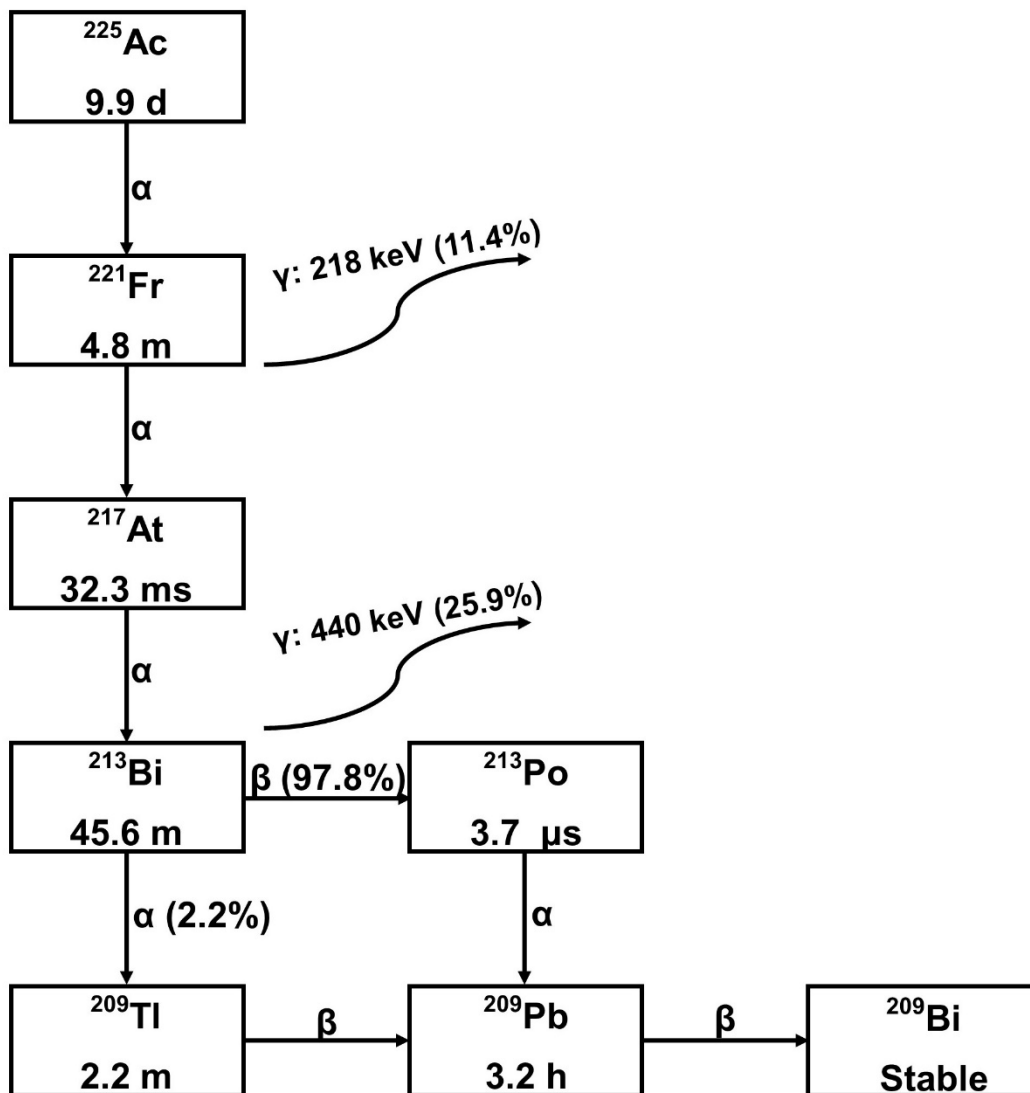 ²²⁵Ac
9.9 d
α
γ: 218 keV (11.4%)
²²¹Fr
4.8 m
α
²¹⁷At
32.3 ms
γ: 440 keV (25.9%)
α
²¹³Bi
45.6 m
β (97.8%)
²¹³Po
3.7 μs
α (2.2%)
α
²⁰⁹Tl
2.2 m
β
²⁰⁹Pb
3.2 h
β
²⁰⁹Bi
Stable